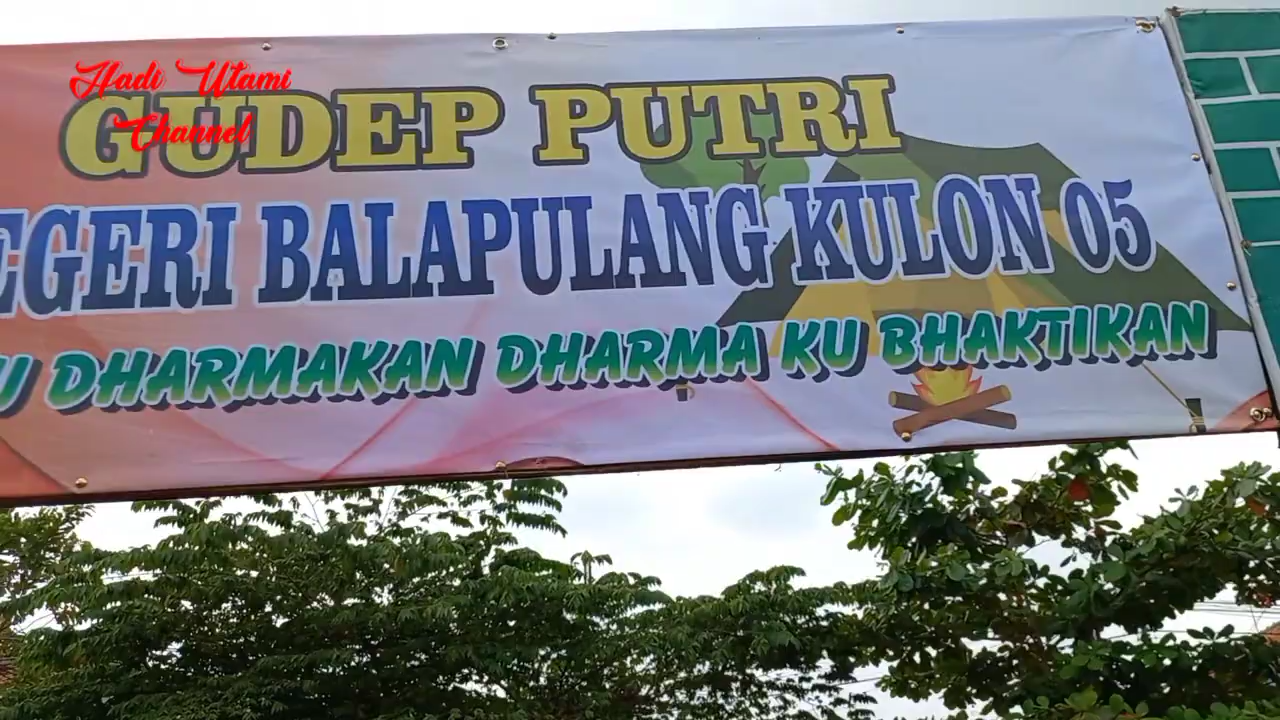 Hadi Utami
Channel
GUDEP PUTRI
EGERI BALAPULANG KULON 05
U DHARMAKAN DHARMA KU BHAKTIKAN